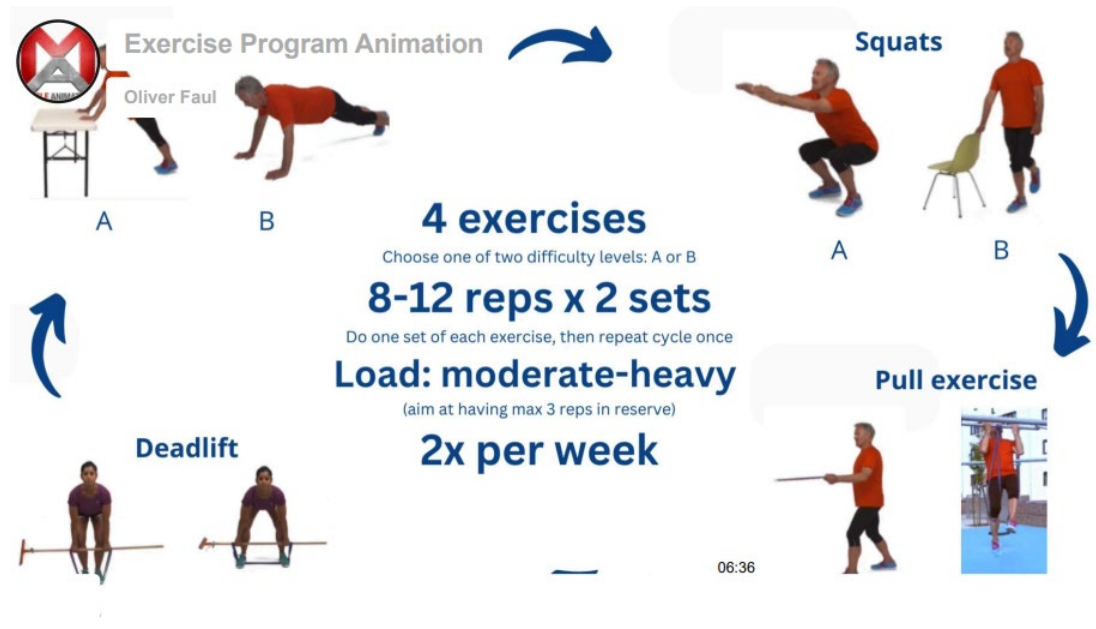 Exercise Program Animation
Oliver Faul
Squats
A
B
A
B
4 exercises
Choose one of two difficulty levels: A or B
8-12 reps x 2 sets
Do one set of each exercise, then repeat cycle once
Load: moderate-heavy
(aim at having max 3 reps in reserve)
2x per week
Pull exercise
Deadlift
06:36